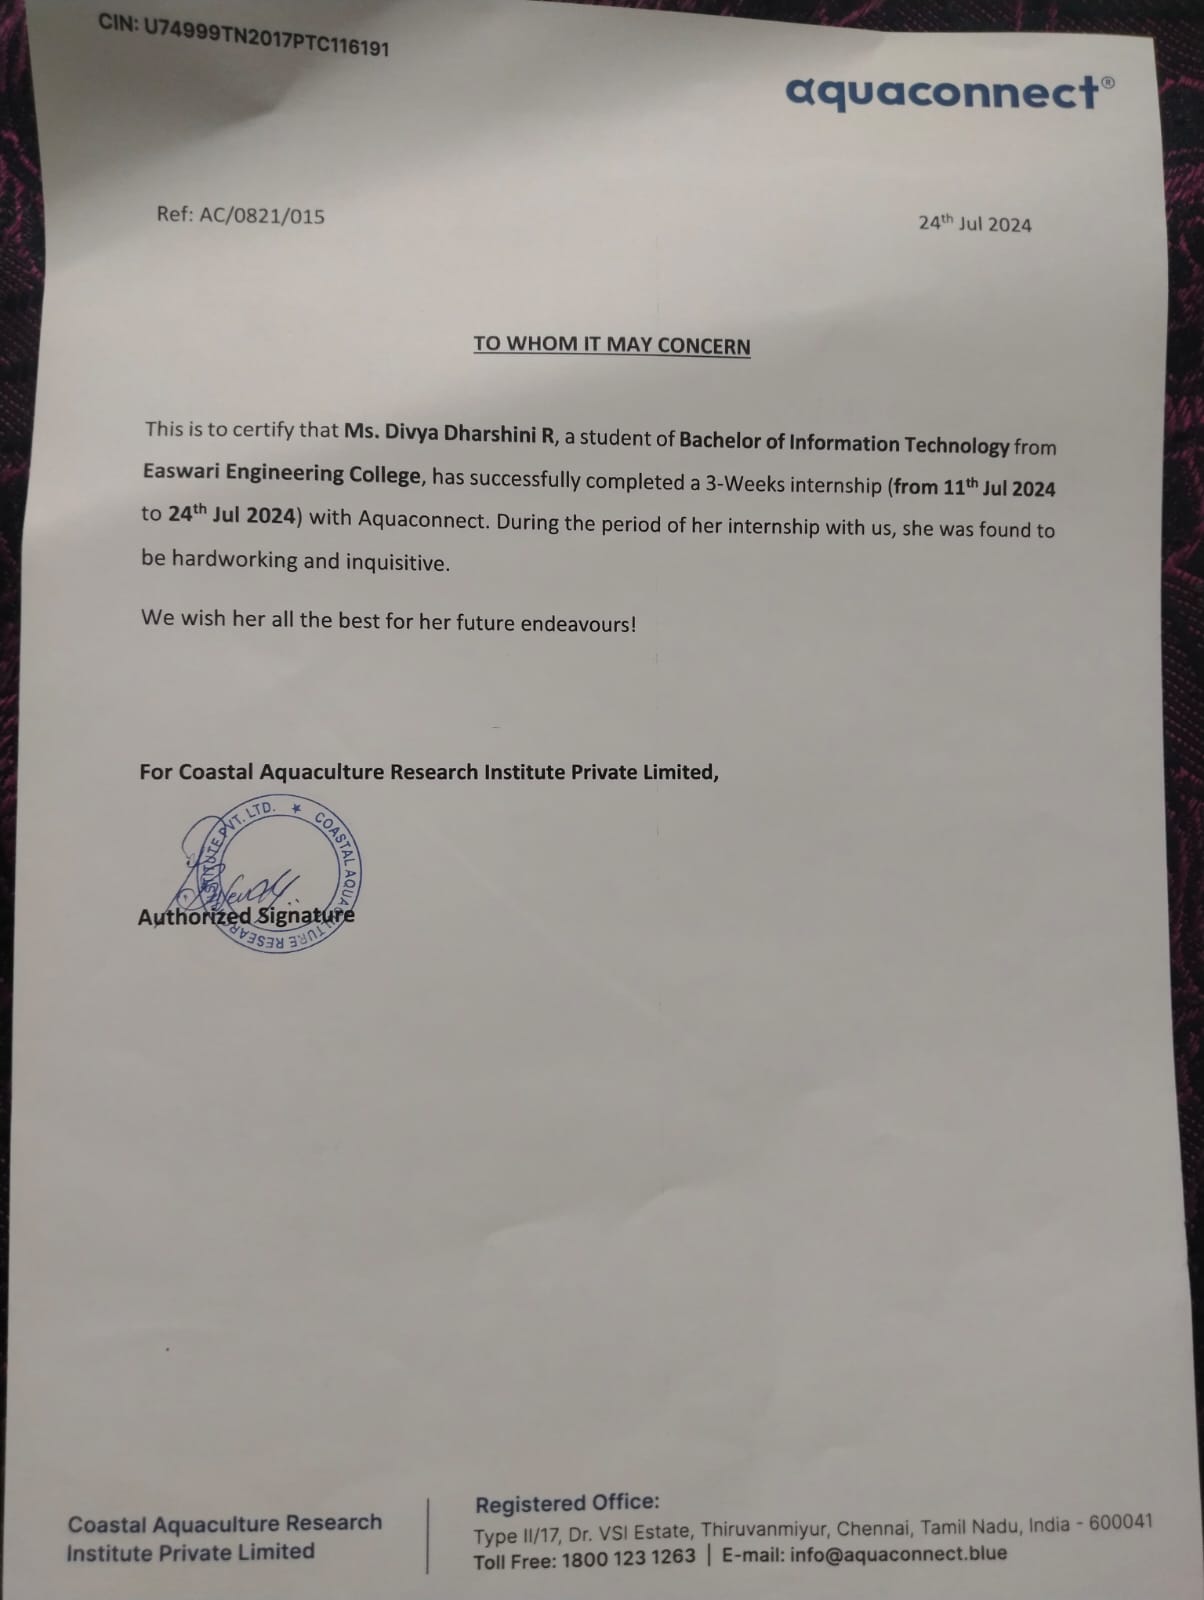 CIN: U74999TN2017PTC116191
aquaconnect®
Ref: AC/0821/015
24th Jul 2024
TO WHOM IT MAY CONCERN
This is to certify that Ms. Divya Dharshini R, a student of Bachelor of Information Technology from
Easwari Engineering College, has successfully completed a 3-Weeks internship (from 11th Jul 2024
to 24th Jul 2024) with Aquaconnect. During the period of her internship with us, she was found to
be hardworking and inquisitive.
We wish her all the best for her future endeavours!
For Coastal Aquaculture Research Institute Private Limited,
COASTAL AQUACULTURE RESEARCH INSTITUTE PVT. LTD. ★
Authorized Signature
Coastal Aquaculture Research
Institute Private Limited
Registered Office:
Type II/17, Dr. VSI Estate, Thiruvanmiyur, Chennai, Tamil Nadu, India - 600041
Toll Free: 1800 123 1263 | E-mail: info@aquaconnect.blue